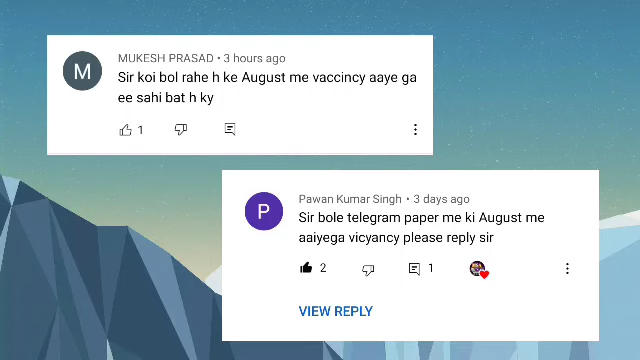 M
MUKESH PRASAD • 3 hours ago
Sir koi bol rahe h ke August me vaccincy aaye ga
ee sahi bat h ky
1
P
Pawan Kumar Singh • 3 days ago
Sir bole telegram paper me ki August me
aaiyega vicyancy please reply sir
2
1
VIEW REPLY